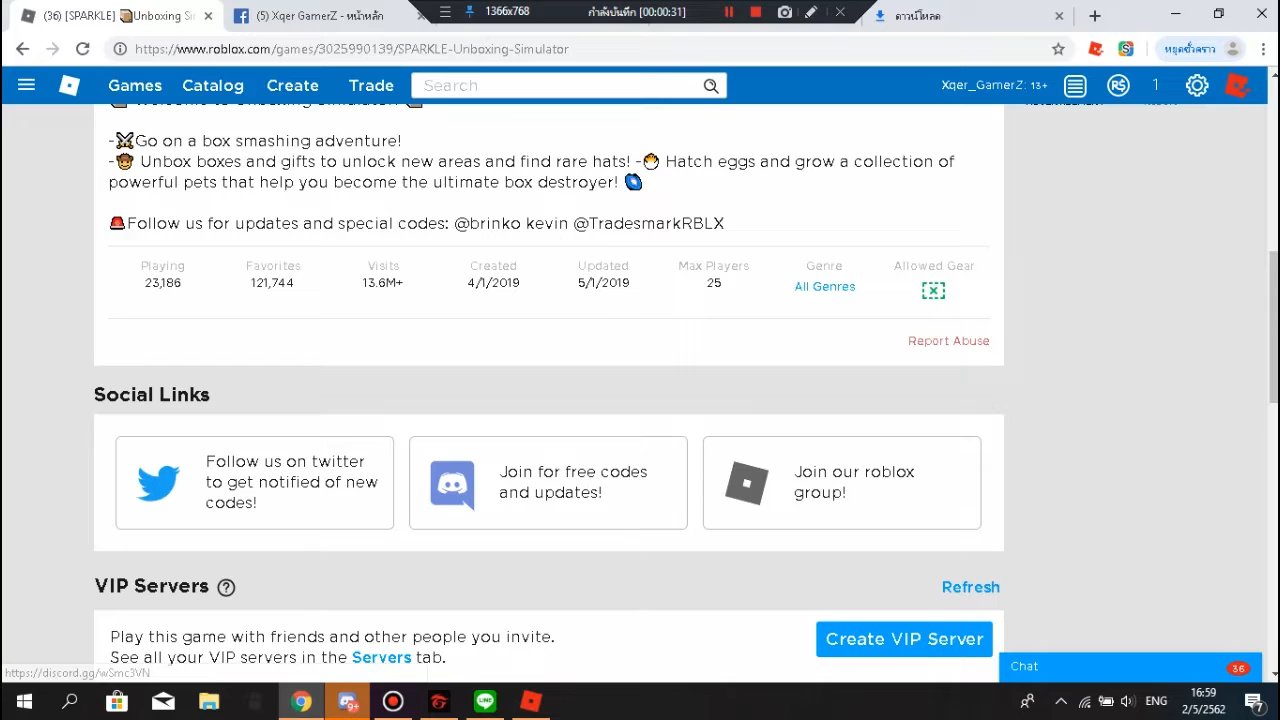 [SPARKLE] Unboxing Si
(5) Xqer GamerZ - หน้าหลัก
1366x768
กำลังบันทึก [00:00:31]
ดาวน์โหลด
https://www.roblox.com/games/3025990139/SPARKLE-Unboxing-Simulator
หยุดชั่วคราว
Games Catalog Create Trade Search Xqer_GamerZ: 13+ 1
-Go on a box smashing adventure!
- Unbox boxes and gifts to unlock new areas and find rare hats! - Hatch eggs and grow a collection of
powerful pets that help you become the ultimate box destroyer!
Follow us for updates and special codes: @brinko kevin @TradesmarkRBLX
Playing Favorites Visits Created Updated Max Players Genre Allowed Gear
23,186 121,744 13.6M+ 4/1/2019 5/1/2019 25 All Genres
Report Abuse
Social Links
Follow us on twitter
to get notified of new
codes!
Join for free codes
and updates!
Join our roblox
group!
VIP Servers
Refresh
Play this game with friends and other people you invite.
See all your VIP servers in the Servers tab.
Create VIP Server
https://discord.gg/wSmc3VN
Chat 36
ENG
16:59
2/5/2562
7